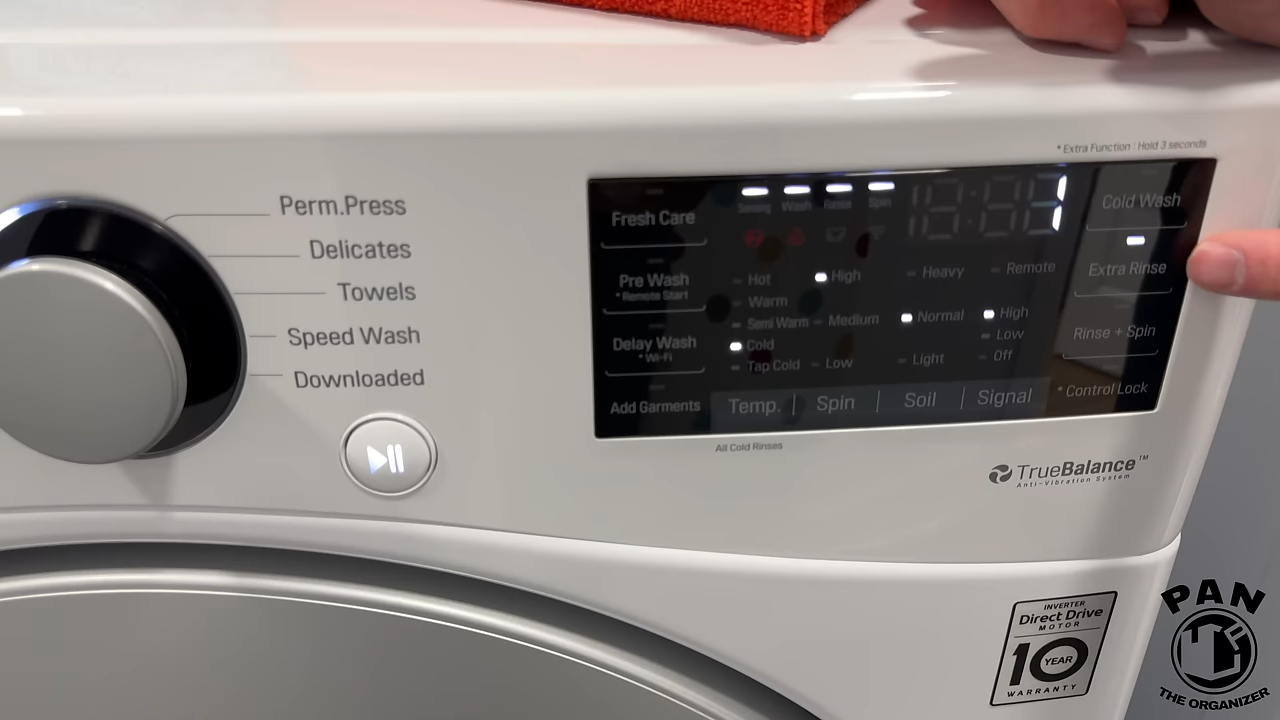 * Extra Function : Hold 3 seconds
Perm.Press
Delicates
Towels
Speed Wash
Downloaded
Fresh Care
Pre Wash
* Remote Start
Delay Wash
* Wi-Fi
Add Garments
Sensing Wash Rinse Spin
Hot
Warm
Semi Warm
Cold
Tap Cold
Temp.
High
Medium
Low
Spin
Heavy
Normal
Light
Soil
Remote
High
Low
Off
Signal
Cold Wash
Extra Rinse
Rinse + Spin
* Control Lock
All Cold Rinses
TrueBalance™
Anti-Vibration System
INVERTER
Direct Drive
MOTOR
10 YEAR
WARRANTY
PAN
THE ORGANIZER